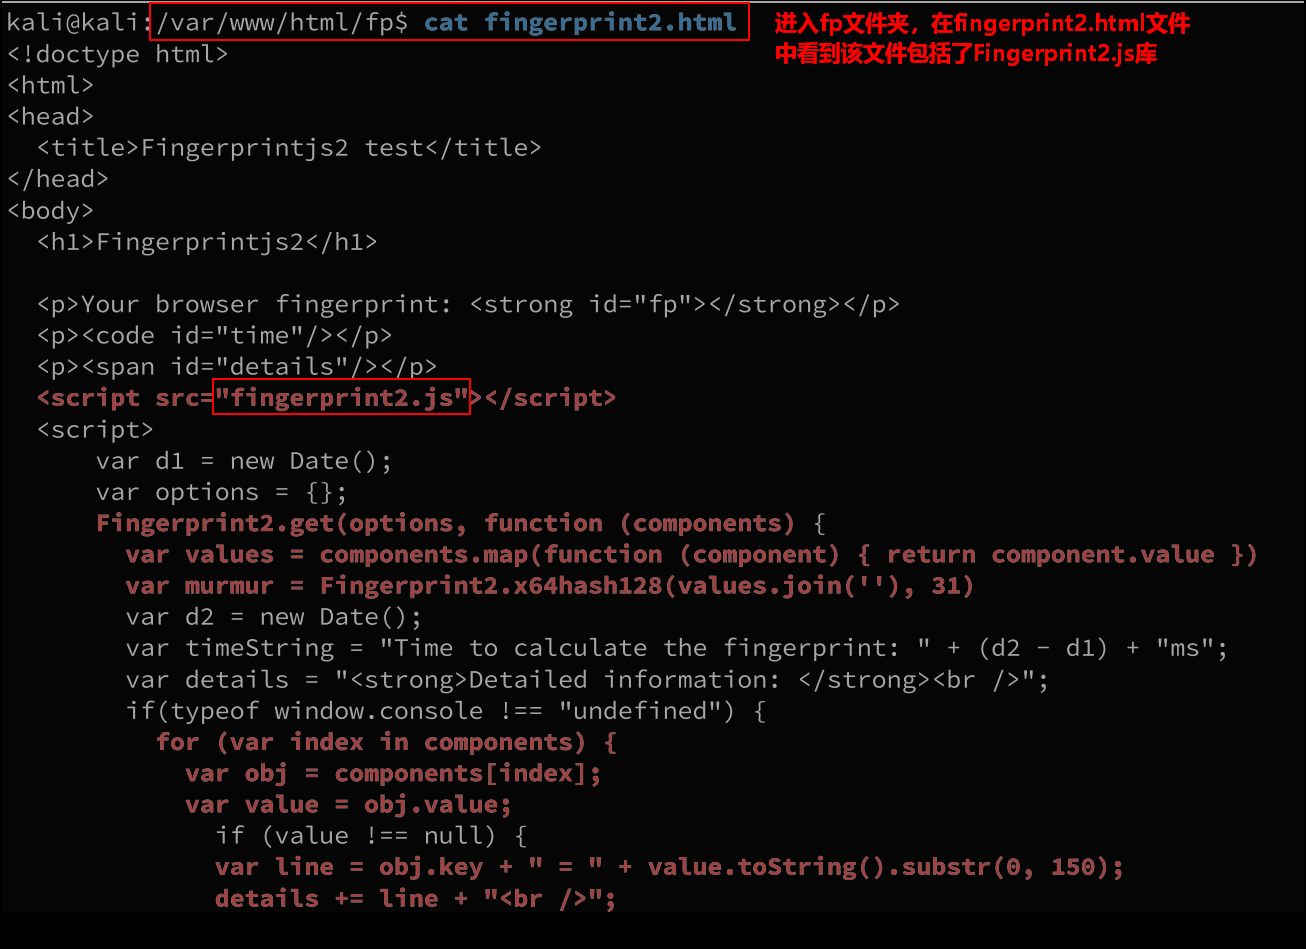 kali@kali:/var/www/html/fp$ cat fingerprint2.html
进入fp文件夹，在fingerprint2.html文件
中看到该文件包括了Fingerprint2.js库
<!doctype html>
<html>
<head>
  <title>Fingerprintjs2 test</title>
</head>
<body>
  <h1>Fingerprintjs2</h1>

  <p>Your browser fingerprint: <strong id="fp"></strong></p>
  <p><code id="time"/></p>
  <p><span id="details"/></p>
  <script src="fingerprint2.js"></script>
  <script>
      var d1 = new Date();
      var options = {};
      Fingerprint2.get(options, function (components) {
        var values = components.map(function (component) { return component.value })
        var murmur = Fingerprint2.x64hash128(values.join(''), 31)
        var d2 = new Date();
        var timeString = "Time to calculate the fingerprint: " + (d2 - d1) + "ms";
        var details = "<strong>Detailed information: </strong><br />";
        if(typeof window.console !== "undefined") {
          for (var index in components) {
            var obj = components[index];
            var value = obj.value;
              if (value !== null) {
              var line = obj.key + " = " + value.toString().substr(0, 150);
              details += line + "<br />";